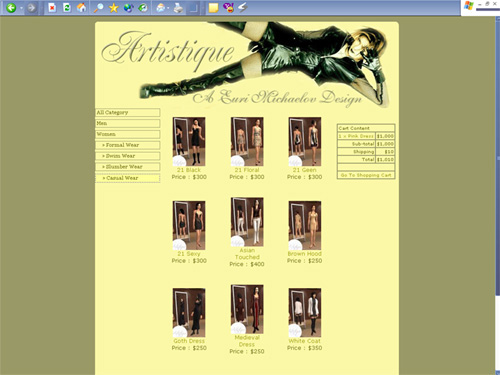 Artistique
A Euri Michaelov Design
All Category
Men
Women
» Formal Wear
» Swim Wear
» Slumber Wear
» Casual Wear
21 Black
Price : $300
21 Floral
Price : $300
21 Geen
Price : $300
Cart Content
1 x Pink Dress $1,000
Sub-total $1,000
Shipping $10
Total $1,010
Go To Shopping Cart
21 Sexy
Price : $300
Asian
Touched
Price : $400
Brown Hood
Price : $250
Goth Dress
Price : $250
Medieval
Dress
Price : $250
White Coat
Price : $350